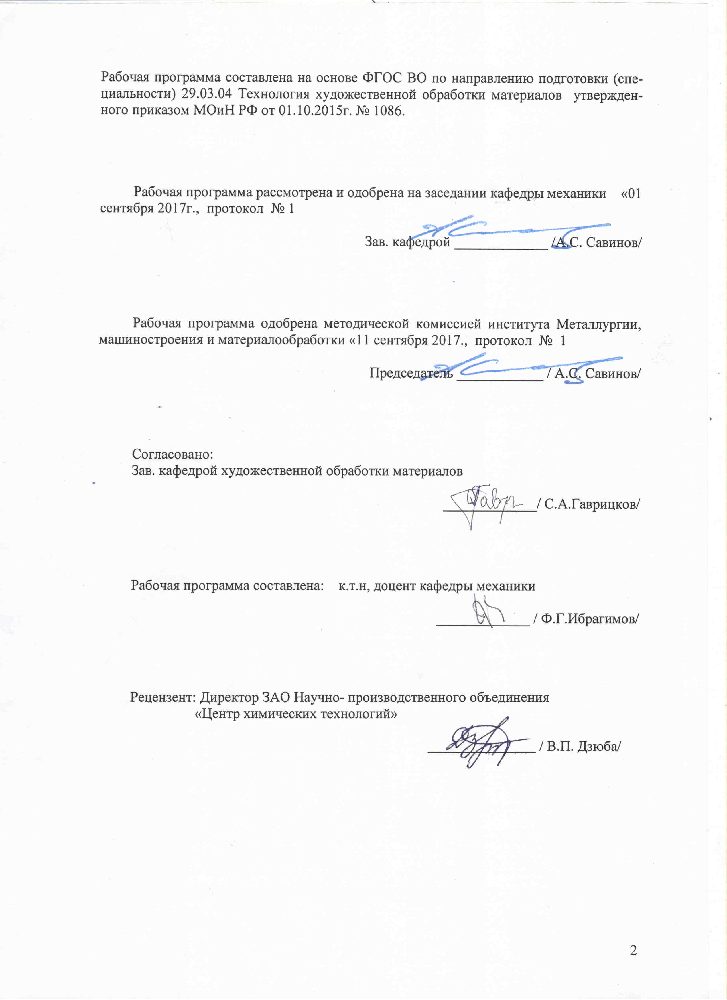 Рабочая программа составлена на основе ФГОС ВО по направлению подготовки (спе-
циальности) 29.03.04 Технология художественной обработки материалов утвержден-
ного приказом МОиН РФ от 01.10.2015г. № 1086.
Рабочая программа рассмотрена и одобрена на заседании кафедры механики «01
сентября 2017г., протокол № 1
Зав. кафедрой _____________ /А.С. Савинов/
Рабочая программа одобрена методической комиссией института Металлургии,
машиностроения и материалообработки «11 сентября 2017., протокол № 1
Председатель ____________ / А.С. Савинов/
Согласовано:
Зав. кафедрой художественной обработки материалов
_____________/ С.А.Гаврицков/
Рабочая программа составлена: к.т.н, доцент кафедры механики
_____________ / Ф.Г.Ибрагимов/
Рецензент: Директор ЗАО Научно- производственного объединения
«Центр химических технологий»
_______________ / В.П. Дзюба/
2